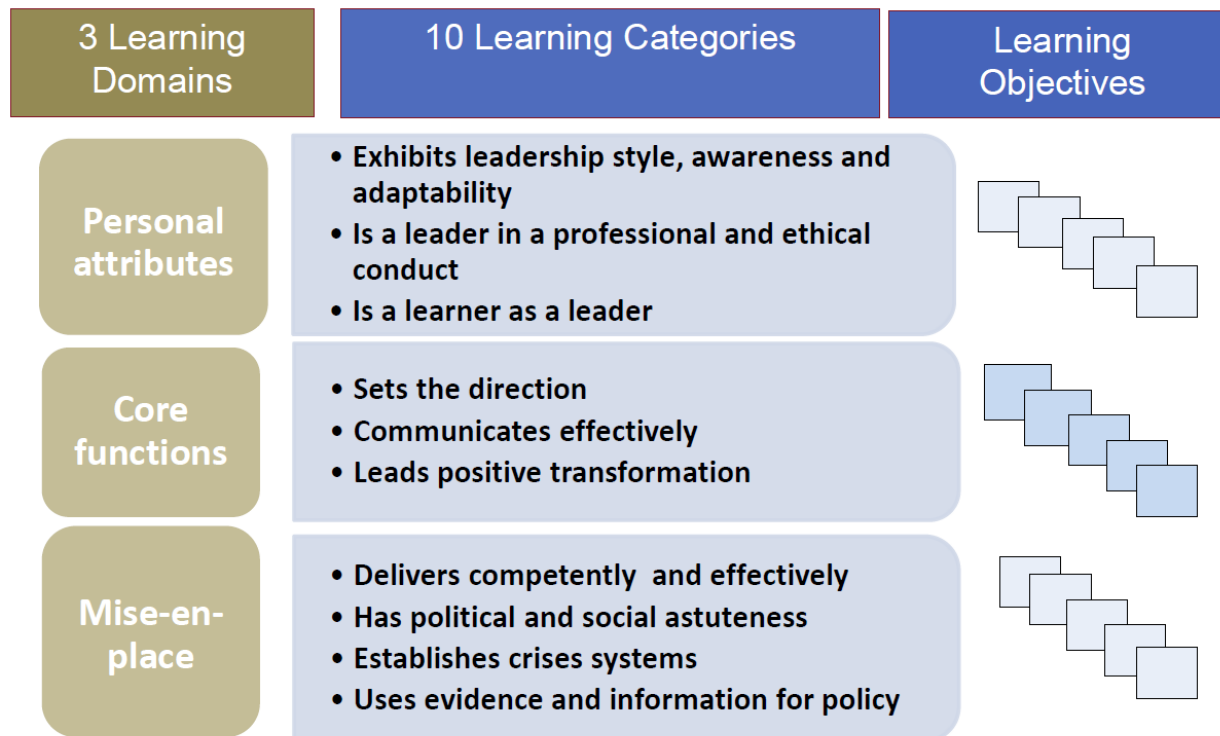 3 Learning
Domains
10 Learning Categories
Learning
Objectives
Personal
attributes
• Exhibits leadership style, awareness and
adaptability
• Is a leader in a professional and ethical
conduct
• Is a learner as a leader
Core
functions
• Sets the direction
• Communicates effectively
• Leads positive transformation
Mise-en-
place
• Delivers competently  and effectively
• Has political and social astuteness
• Establishes crises systems
• Uses evidence and information for policy